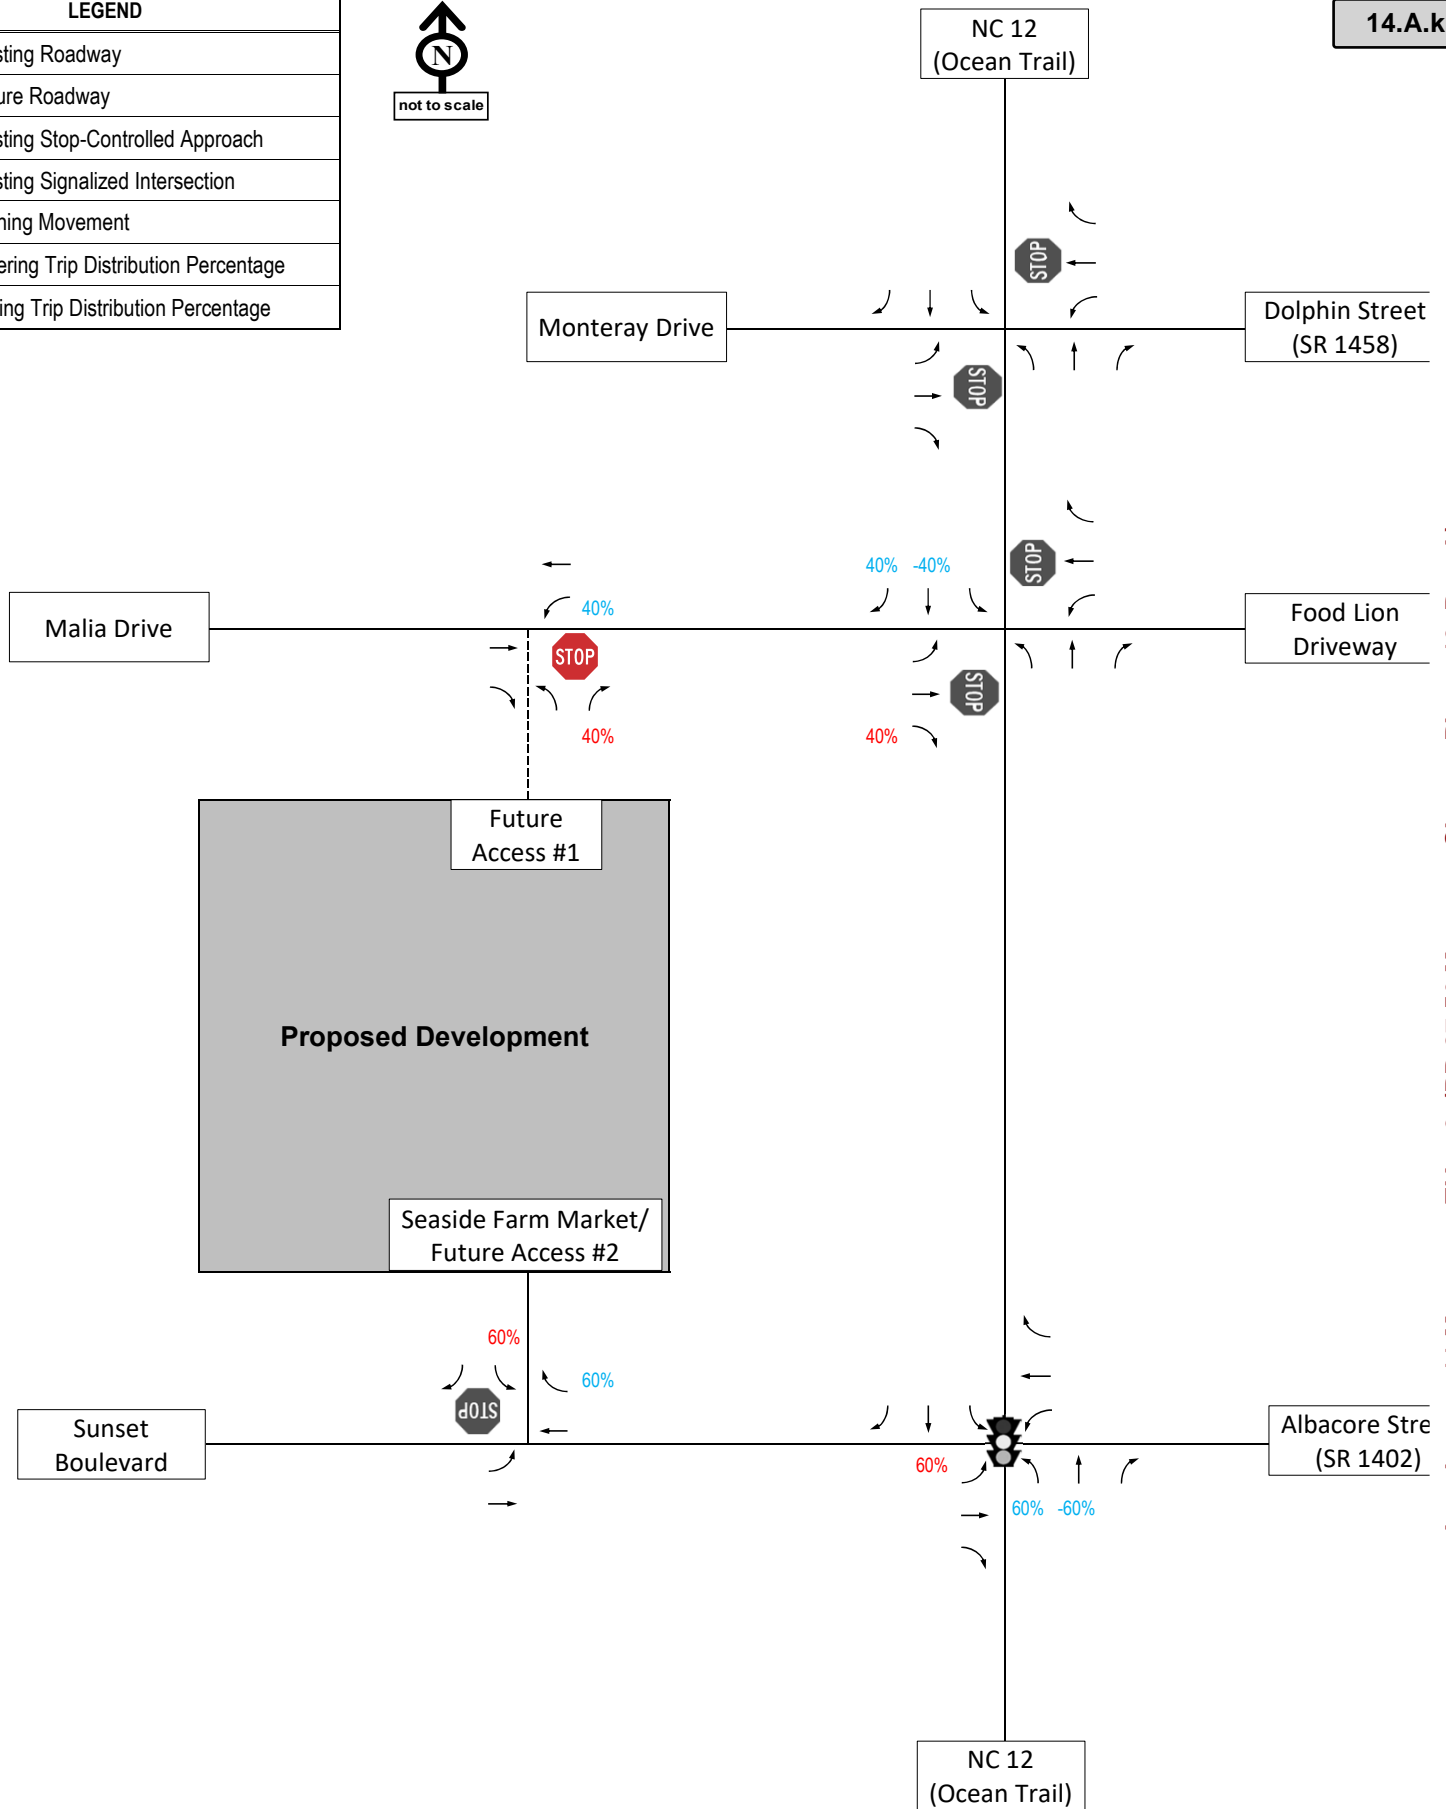 LEGEND
sting Roadway
ure Roadway
sting Stop-Controlled Approach
sting Signalized Intersection
ning Movement
ering Trip Distribution Percentage
ing Trip Distribution Percentage
N
not to scale
NC 12
(Ocean Trail)
14.A.k
STOP
Monteray Drive
Dolphin Street
(SR 1458)
STOP
40% -40%
STOP
40%
Malia Drive
STOP
Food Lion
Driveway
STOP
40%
40%
Future
Access #1
Proposed Development
Seaside Farm Market/
Future Access #2
60%
60%
STOP
Sunset
Boulevard
Albacore Stre
(SR 1402)
60%
60% -60%
NC 12
(Ocean Trail)